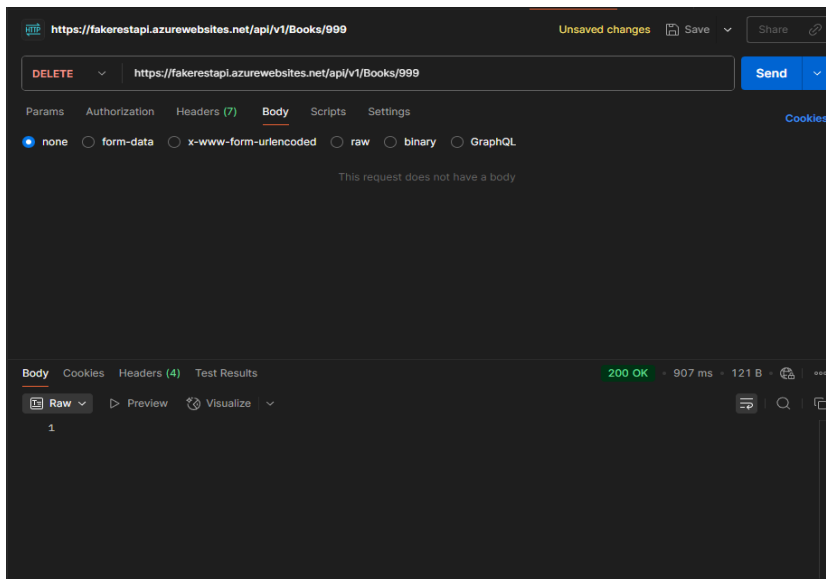 HTTP https://fakerestapi.azurewebsites.net/api/v1/Books/999 Unsaved changes Save Share
DELETE https://fakerestapi.azurewebsites.net/api/v1/Books/999 Send
Params Authorization Headers (7) Body Scripts Settings Cookies
none form-data x-www-form-urlencoded raw binary GraphQL
This request does not have a body
Body Cookies Headers (4) Test Results 200 OK • 907 ms • 121 B •
Raw Preview Visualize
1